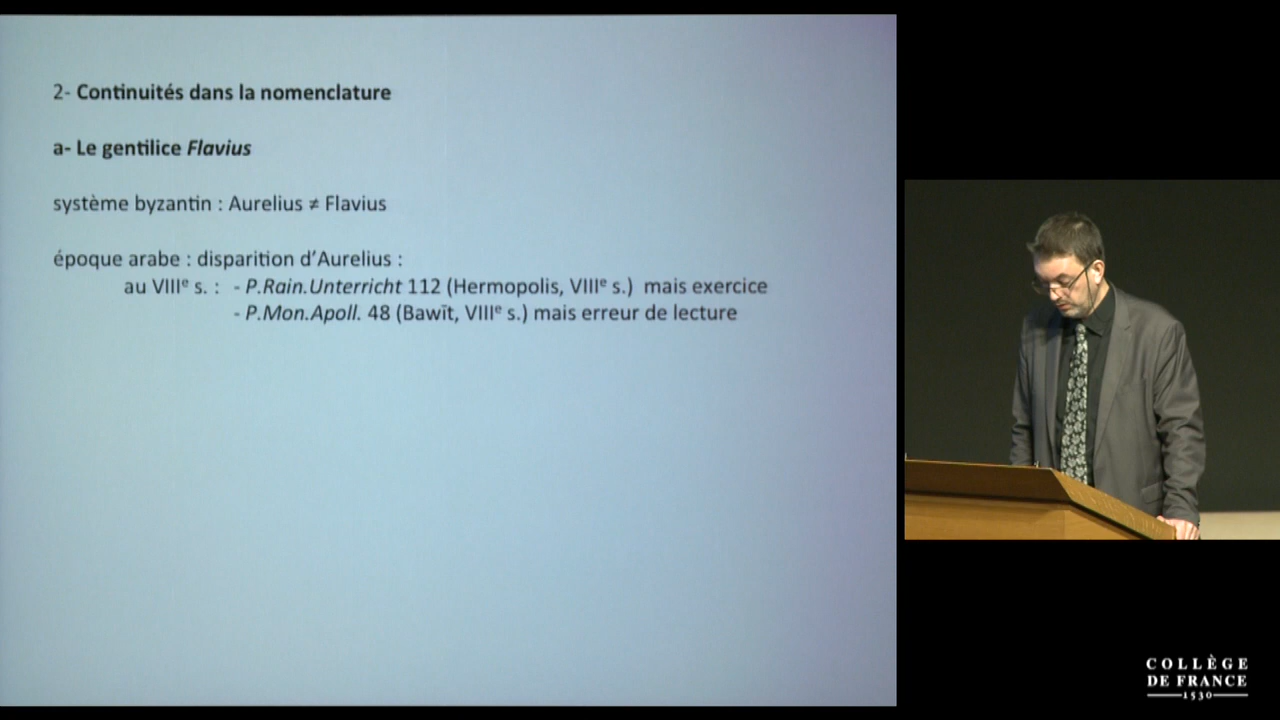 2- Continuités dans la nomenclature
a- Le gentilice Flavius
système byzantin : Aurelius ≠ Flavius
époque arabe : disparition d’Aurelius :
au VIIIᵉ s. : - P.Rain.Unterricht 112 (Hermopolis, VIIIᵉ s.) mais exercice
- P.Mon.Apoll. 48 (Bawīt, VIIIᵉ s.) mais erreur de lecture
COLLÈGE
DE FRANCE
1530